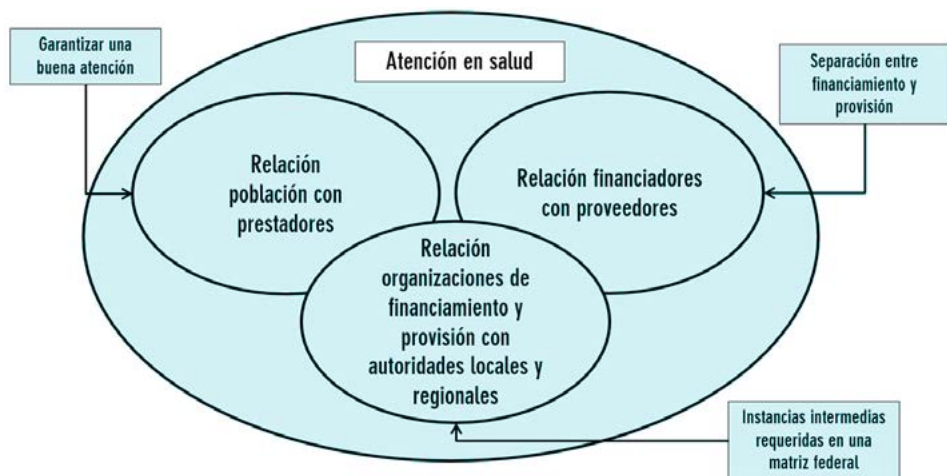 Garantizar una
buena atención
Atención en salud
Separación entre
financiamiento y
provisión
Relación
población con
prestadores
Relación financiadores
con proveedores
Relación
organizaciones de
financiamiento y
provisión con
autoridades locales y
regionales
Instancias intermedias
requeridas en una
matriz federal